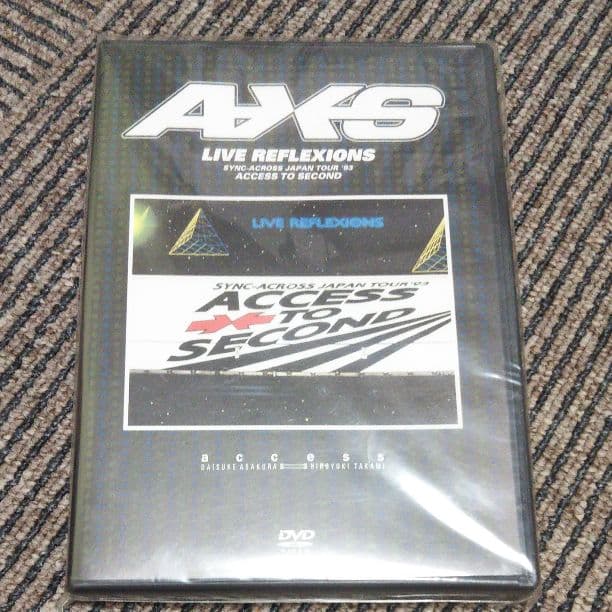 AXS
LIVE REFLEXIONS
SYNC-ACROSS JAPAN TOUR '93
ACCESS TO SECOND
LIVE REFLEXIONS
SYNC-ACROSS JAPAN TOUR '93
ACCESS
TO
SECOND
access
DAISUKE ASAKURA HIROYUKI TAKAMI
DVD